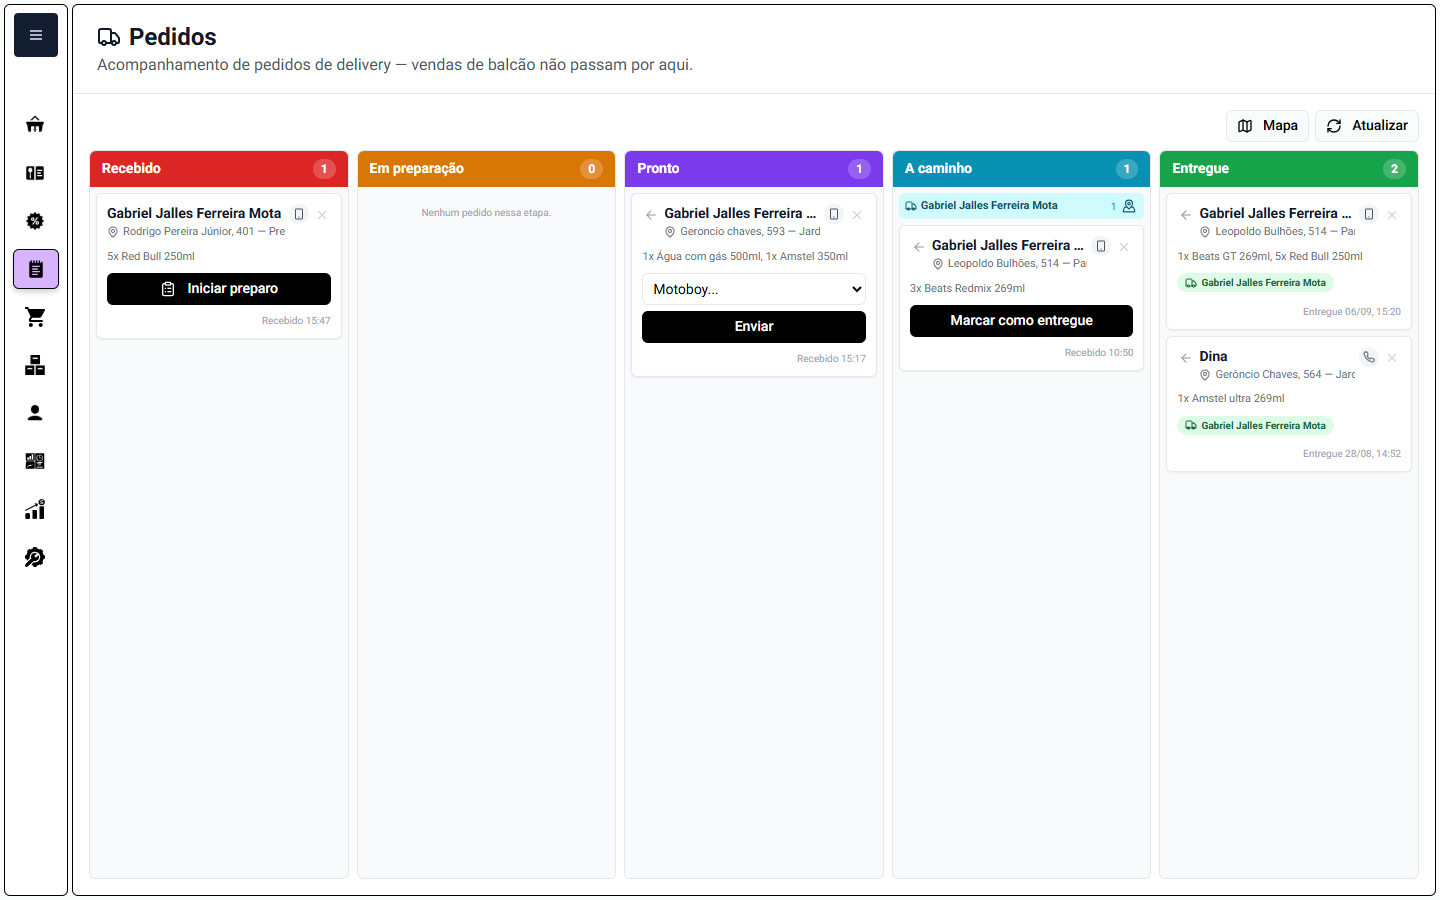 Pedidos
Acompanhamento de pedidos de delivery — vendas de balcão não passam por aqui.
Mapa
Atualizar
Recebido 1
Gabriel Jalles Ferreira Mota
Rodrigo Pereira Júnior, 401 — Pre
5x Red Bull 250ml
Iniciar preparo
Recebido 15:47
Em preparação 0
Nenhum pedido nessa etapa.
Pronto 1
Gabriel Jalles Ferreira ...
Geroncio chaves, 593 — Jard
1x Água com gás 500ml, 1x Amstel 350ml
Motoboy...
Enviar
Recebido 15:17
A caminho 1
Gabriel Jalles Ferreira Mota 1
Gabriel Jalles Ferreira ...
Leopoldo Bulhões, 514 — Pa
3x Beats Redmix 269ml
Marcar como entregue
Recebido 10:50
Entregue 2
Gabriel Jalles Ferreira ...
Leopoldo Bulhões, 514 — Pa
1x Beats GT 269ml, 5x Red Bull 250ml
Gabriel Jalles Ferreira Mota
Entregue 06/09, 15:20
Dina
Gerôncio Chaves, 564 — Jard
1x Amstel ultra 269ml
Gabriel Jalles Ferreira Mota
Entregue 28/08, 14:52